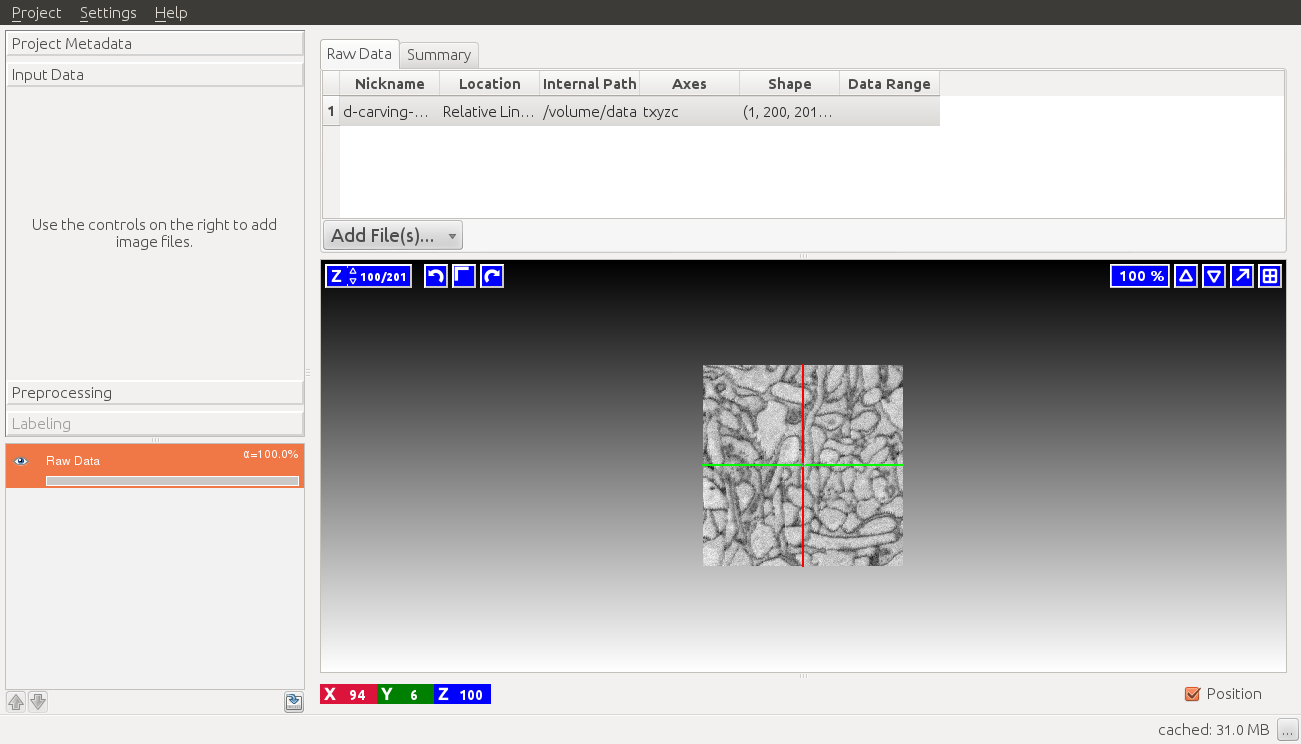 Project Settings Help
Project Metadata
Input Data
Use the controls on the right to add
image files.
Preprocessing
Labeling
Raw Data α=100.0%
Raw Data Summary
Nickname Location Internal Path Axes Shape Data Range
1 d-carving-... Relative Lin... /volume/data txyzc (1, 200, 201...
Add File(s)...
Z 100/201 100 %
X 94 Y 6 Z 100
Position
cached: 31.0 MB ...